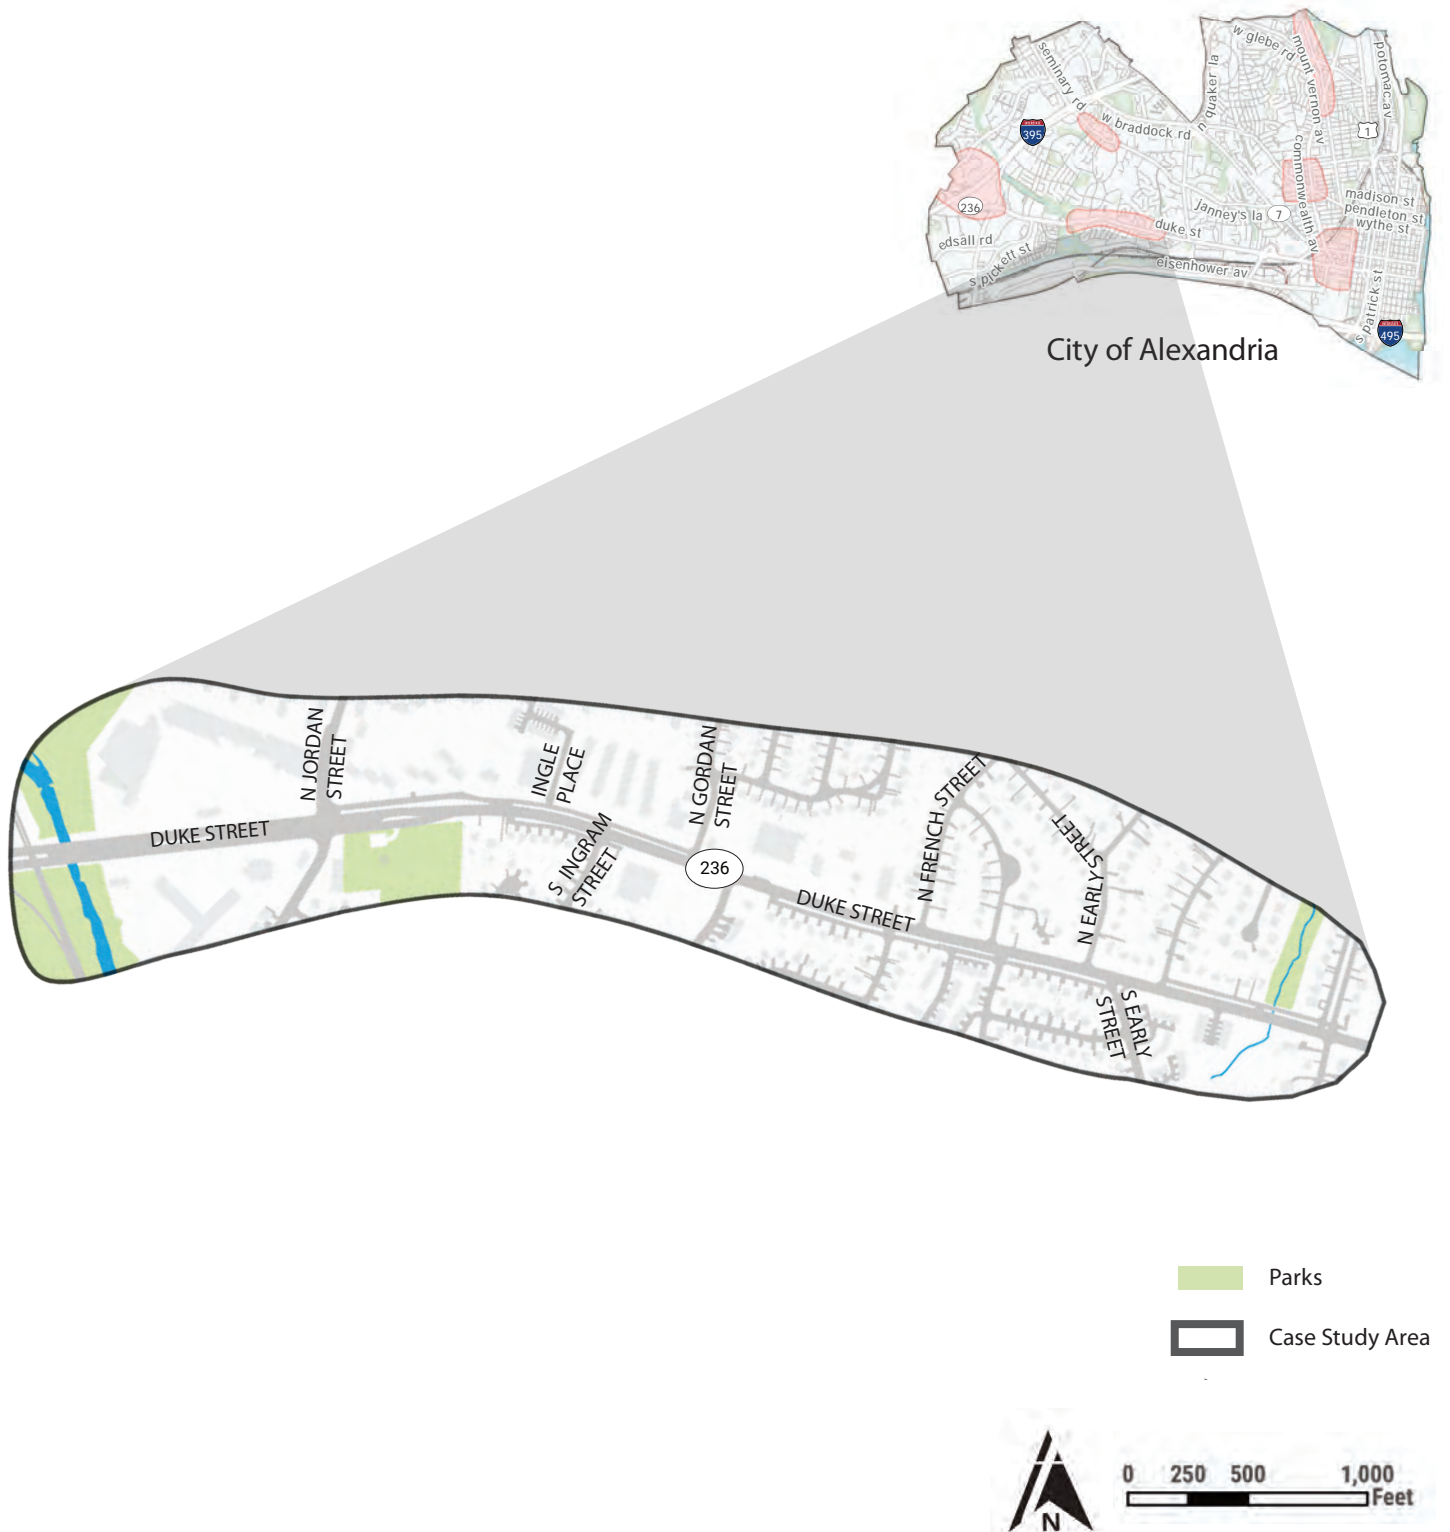 w glebe rd
mount vernon av
potomac av
seminary rd
n quaker la
395
w braddock rd
1
commonwealth av
madison st
pendleton st
wythe st
236
janney's la
7
duke st
edsall rd
s pickett st
eisenhower av
s patrick st
495
City of Alexandria
N JORDAN
STREET
INGLE
PLACE
N GORDAN
STREET
N FRENCH STREET
N EARLY STREET
DUKE STREET
S INGRAM
STREET
236
DUKE STREET
S EARLY
STREET
Parks
Case Study Area
0 250 500 1,000
Feet
N